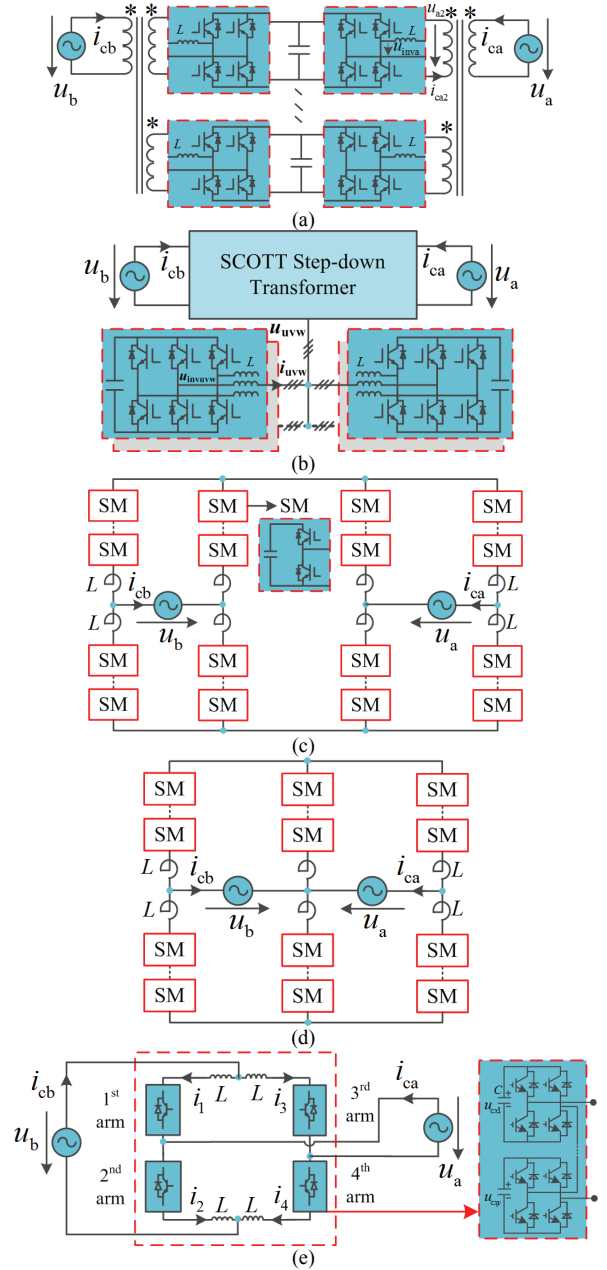 * * L L u_a2 * *
i_cb u_inva i_ca
u_b i_ca2 u_a
* L L *
(a)
u_b i_cb SCOTT Step-down Transformer i_ca u_a
u_uvw
L u_invuvw i_uvw L
(b)
SM SM SM SM SM
SM SM SM SM
L i_cb i_ca L
L u_b u_a L
SM SM SM SM
SM SM SM SM
(c)
SM SM SM
SM SM SM
L i_cb i_ca L
L u_b u_a L
SM SM SM
SM SM SM
(d)
i_cb 1st arm i_1 L L i_3 3rd arm i_ca C + u_cx1
u_b u_a
2nd arm i_2 L L i_4 4th arm + u_cxy
(e)